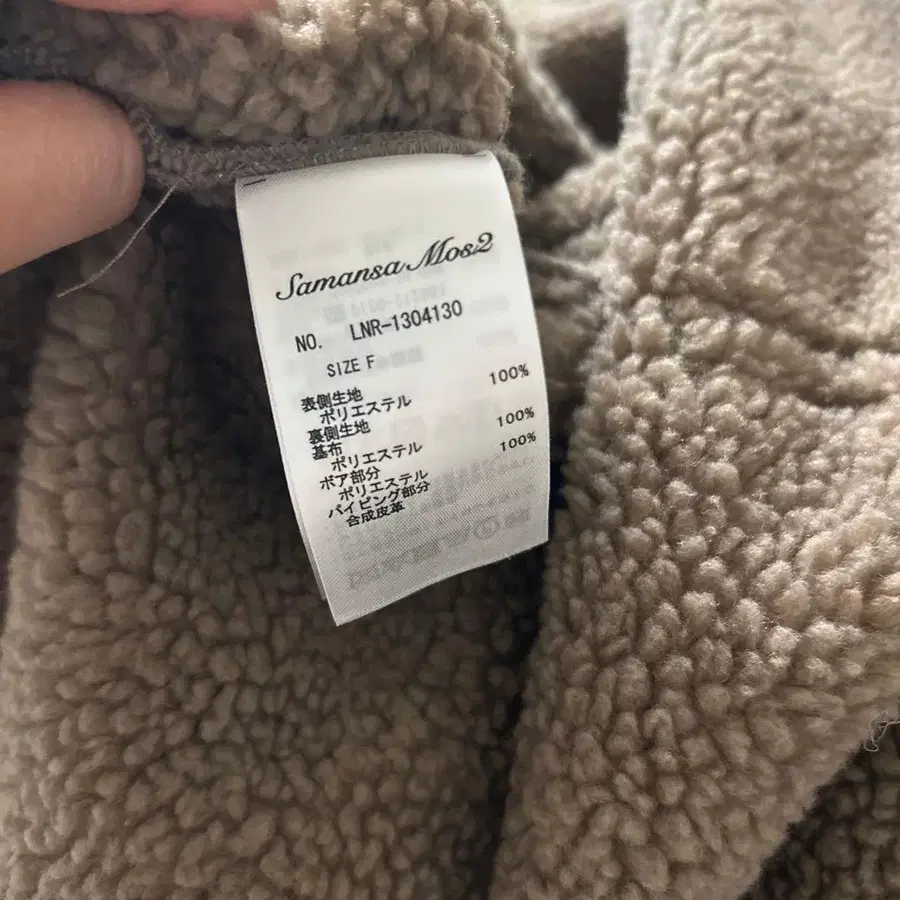 Samansa Mos2
NO. LNR-1304130
SIZE F
表側生地
ポリエステル 100%
裏側生地
基布
ポリエステル 100%
ボア部分
ポリエステル 100%
パイピング部分
合成皮革